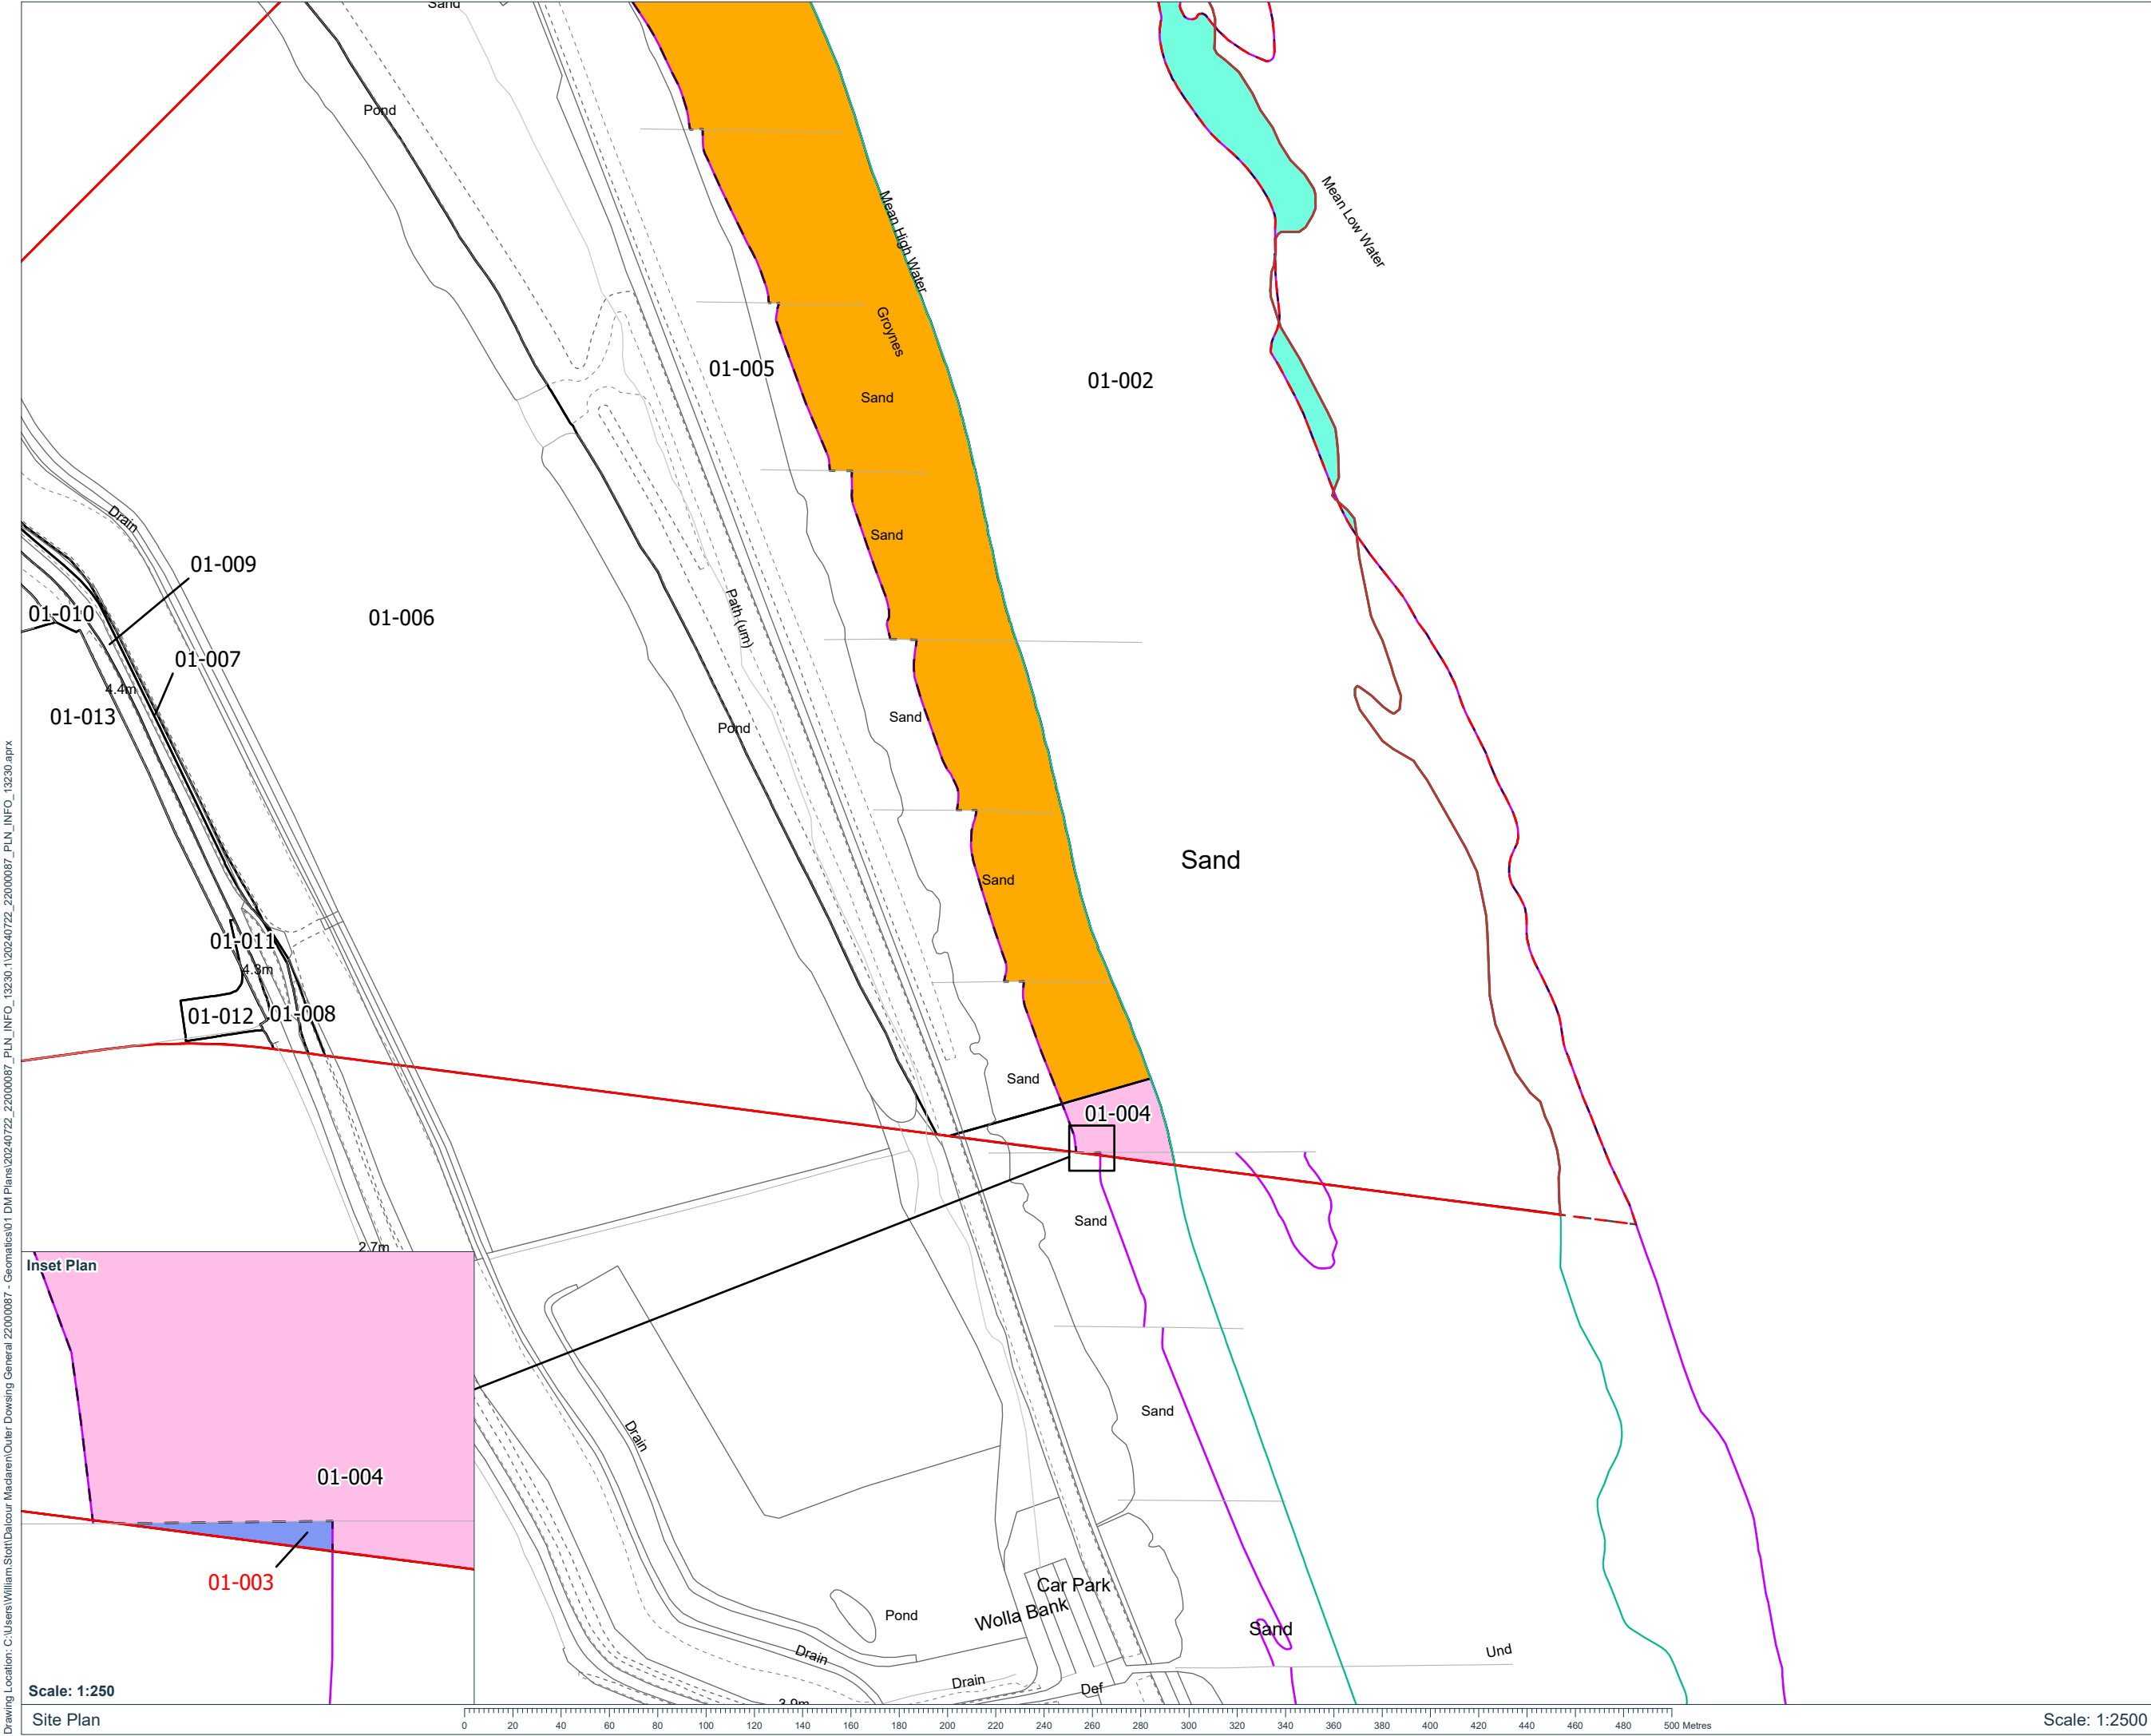 Sand
Pond
Mean High Water
Mean Low Water
Groynes
01-005
01-002
Sand
Drain
Sand
01-009
01-010
01-006
Path (um)
01-007
4.4m
01-013
Sand
Pond
Sand
Sand
01-011
4.3m
01-012
01-008
Sand
01-004
Sand
2.7m
Inset Plan
Sand
Drain
01-004
01-003
Car Park
Wolla Bank
Pond
Sand
Drain
Und
Drain
Def
3.9m
Scale: 1:250
Site Plan
0 20 40 60 80 100 120 140 160 180 200 220 240 260 280 300 320 340 360 380 400 420 440 460 480 500 Metres
Scale: 1:2500
Drawing Location: C:\Users\William.Stott\Dalcour Maclaren\Outer Dowsing General 22000087 - Geomatics\01 DM Plans\20240722_22000087_PLN_INFO_13230.1\20240722_22000087_PLN_INFO_13230.aprx